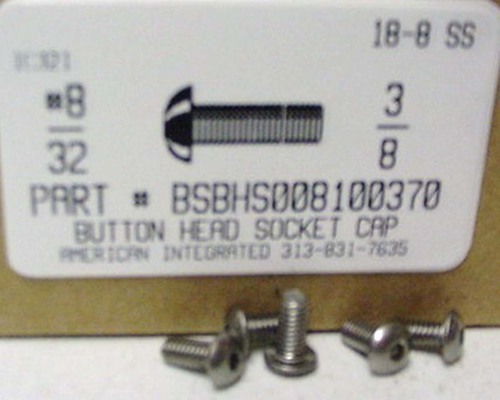 18-8 SS
#8
32
3
8
PART # BSBHS008100370
BUTTON HEAD SOCKET CAP
AMERICAN INTEGRATED 313-831-7635